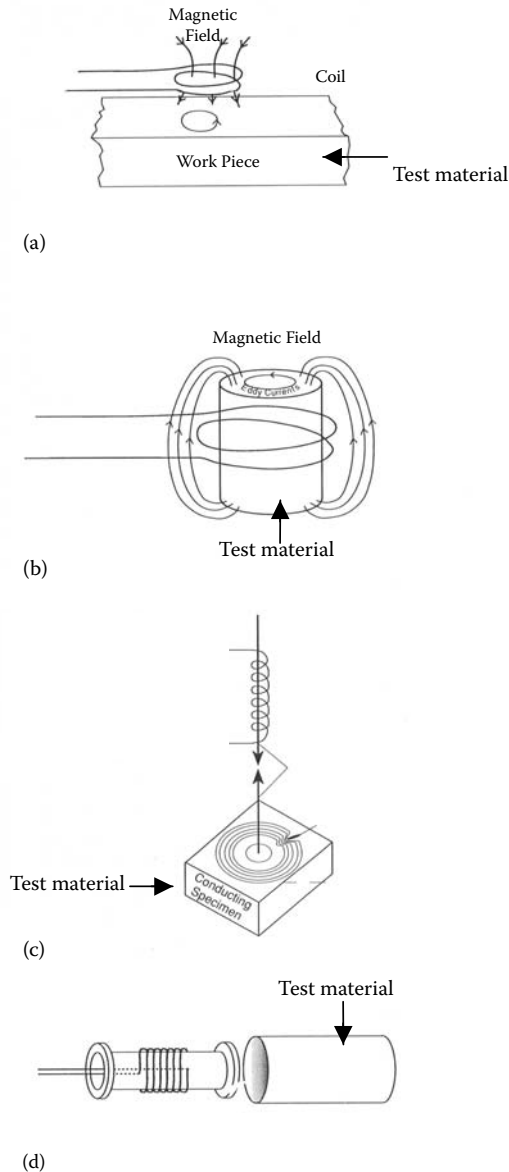 Magnetic
Field
Coil
Work Piece
Test material
(a)
Magnetic Field
Eddy Currents
Test material
(b)
Test material
Conducting
Specimen
(c)
Test material
(d)